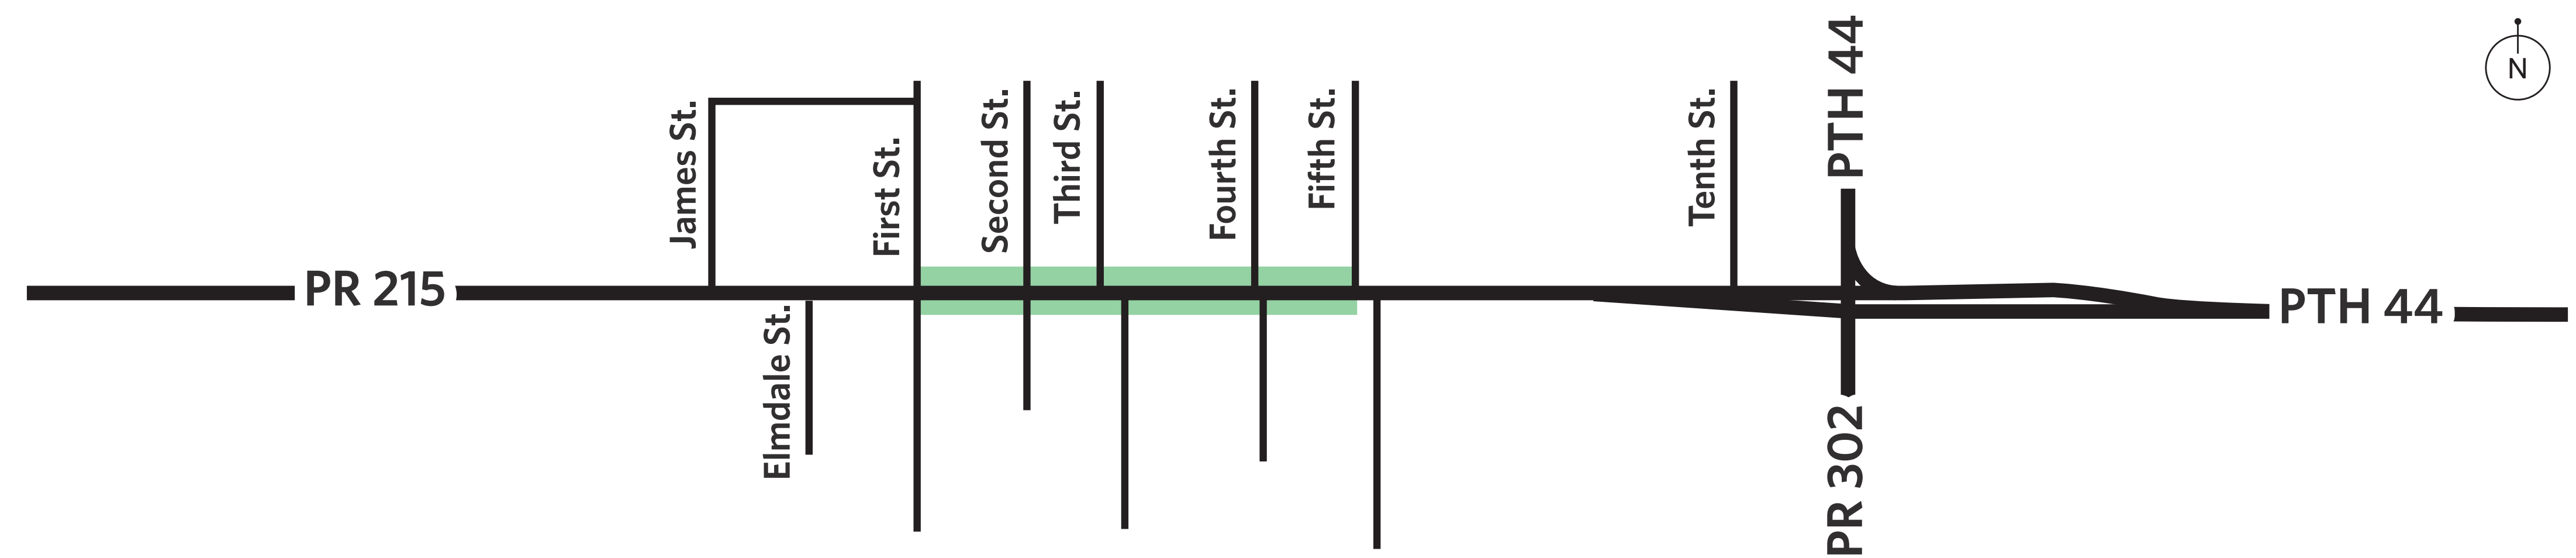 PR 215
James St.
Elmdale St.
First St.
Second St.
Third St.
Fourth St.
Fifth St.
Tenth St.
PTH 44
PR 302
PTH 44
N